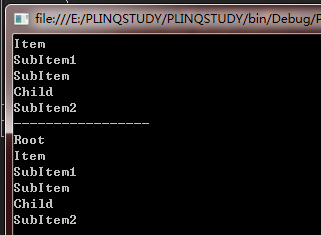 file:///E:/PLINQSTUDY/PLINQSTUDY/bin/Debug/P
Item
SubItem1
SubItem
Child
SubItem2
-----------------
Root
Item
SubItem1
SubItem
Child
SubItem2